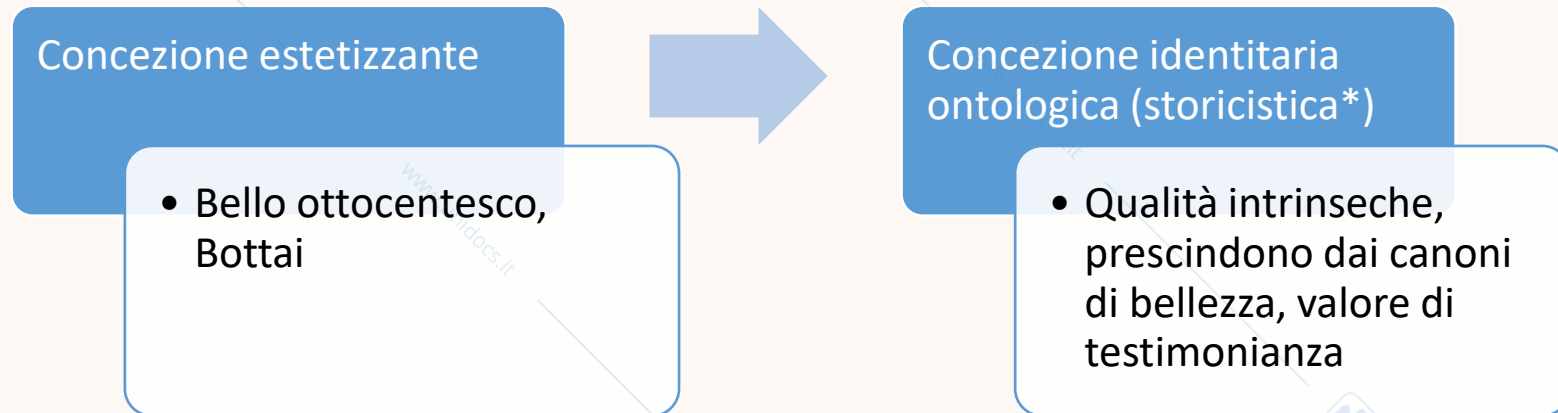 Concezione estetizzante
• Bello ottocentesco,
Bottai
Concezione identitaria
ontologica (storicistica*)
• Qualità intrinseche,
prescindono dai canoni
di bellezza, valore di
testimonianza